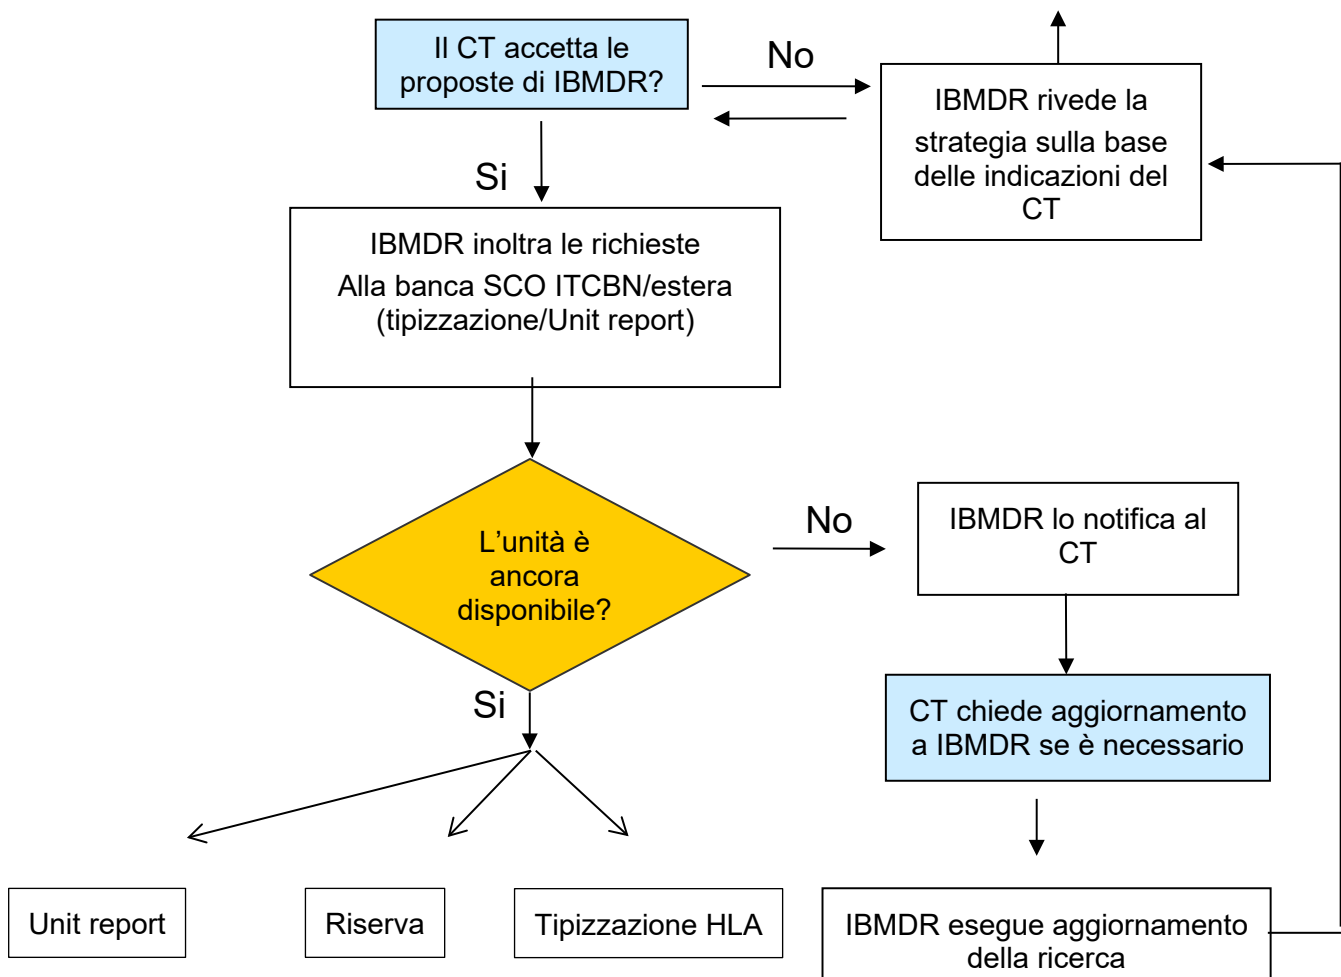 Il CT accetta le
proposte di IBMDR?
No
IBMDR rivede la
strategia sulla base
delle indicazioni del
CT
Si
IBMDR inoltra le richieste
Alla banca SCO ITCBN/estera
(tipizzazione/Unit report)
L'unità è
ancora
disponibile?
No
IBMDR lo notifica al
CT
Si
CT chiede aggiornamento
a IBMDR se è necessario
Unit report
Riserva
Tipizzazione HLA
IBMDR esegue aggiornamento
della ricerca